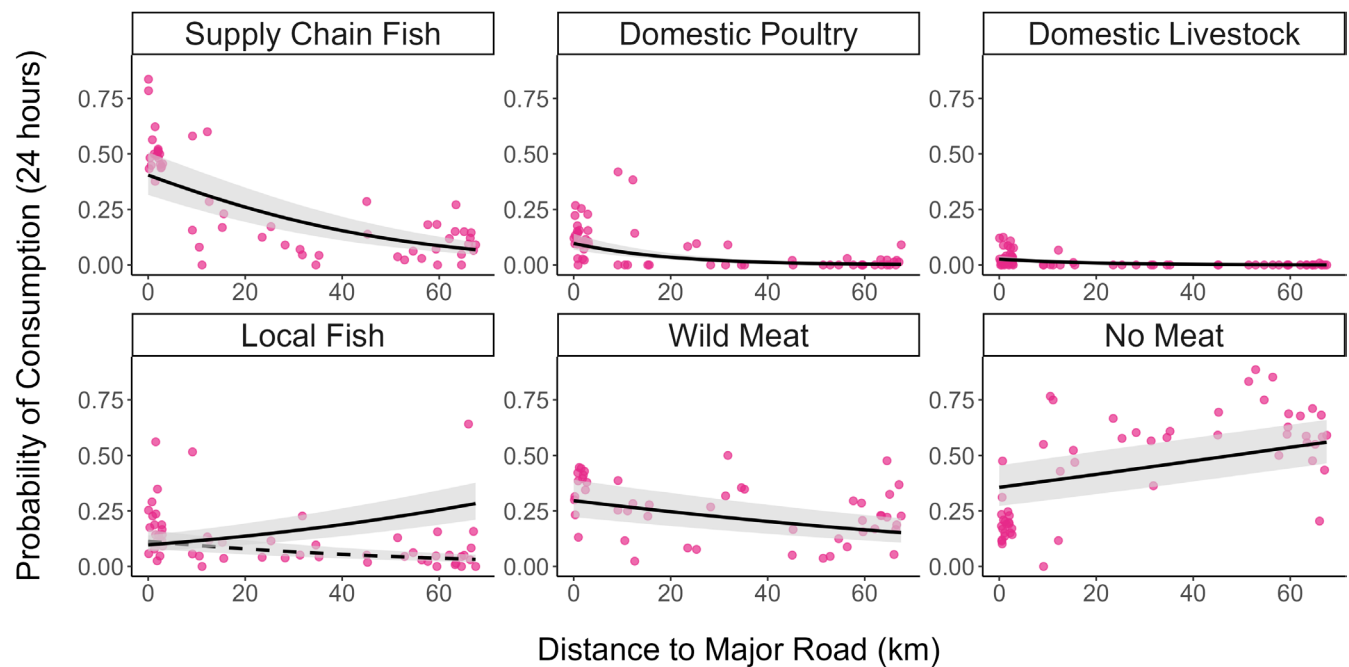 Probability of Consumption (24 hours)
Supply Chain Fish
Domestic Poultry
Domestic Livestock
0.75
0.50
0.25
0.00
0 20 40 60
0.75
0.50
0.25
0.00
0 20 40 60
0.75
0.50
0.25
0.00
0 20 40 60
Local Fish
Wild Meat
No Meat
0.75
0.50
0.25
0.00
0 20 40 60
0.75
0.50
0.25
0.00
0 20 40 60
0.75
0.50
0.25
0.00
0 20 40 60
Distance to Major Road (km)